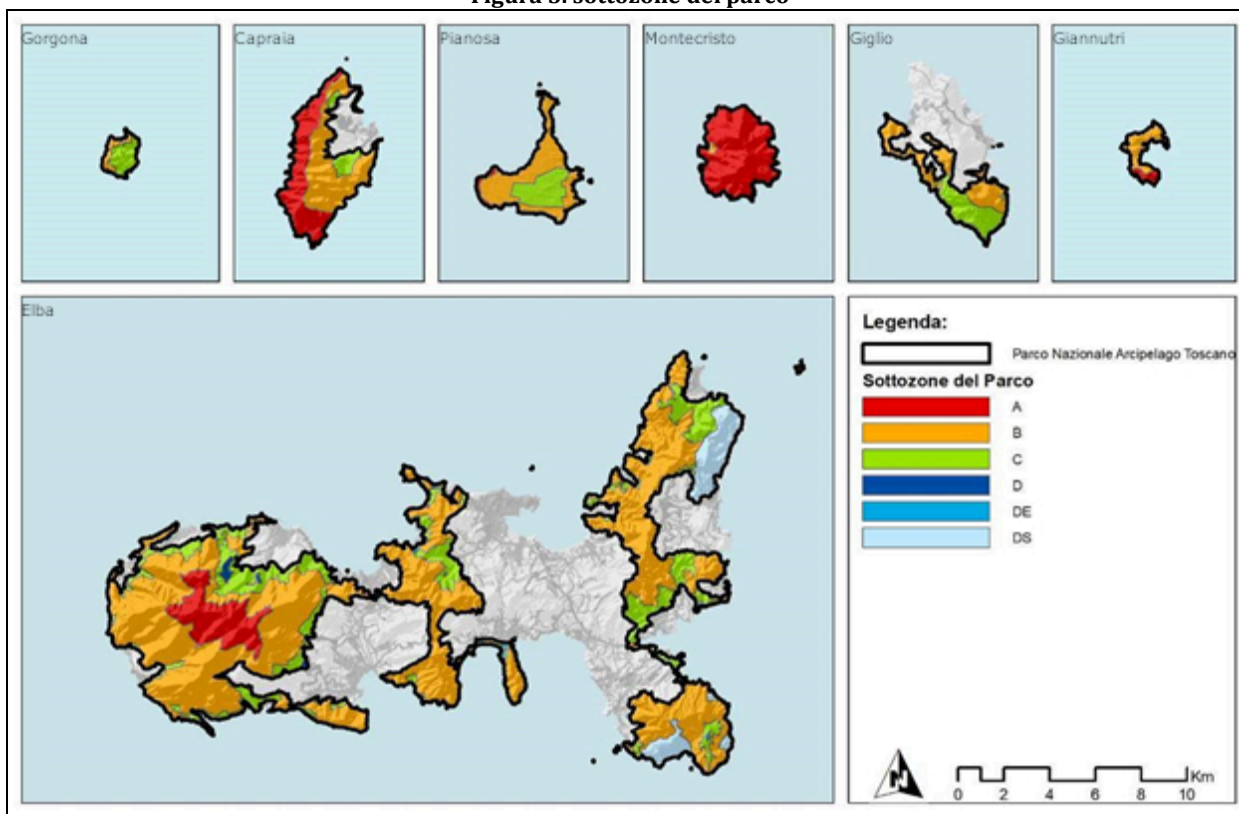 Figura 3: sottozone del parco
Gorgona
Capraia
Pianosa
Montecristo
Giglio
Giannutri
Elba
Legenda:
Parco Nazionale Arcipelago Toscano
Sottozone del Parco
A
B
C
D
DE
DS
N
Km
0 2 4 6 8 10